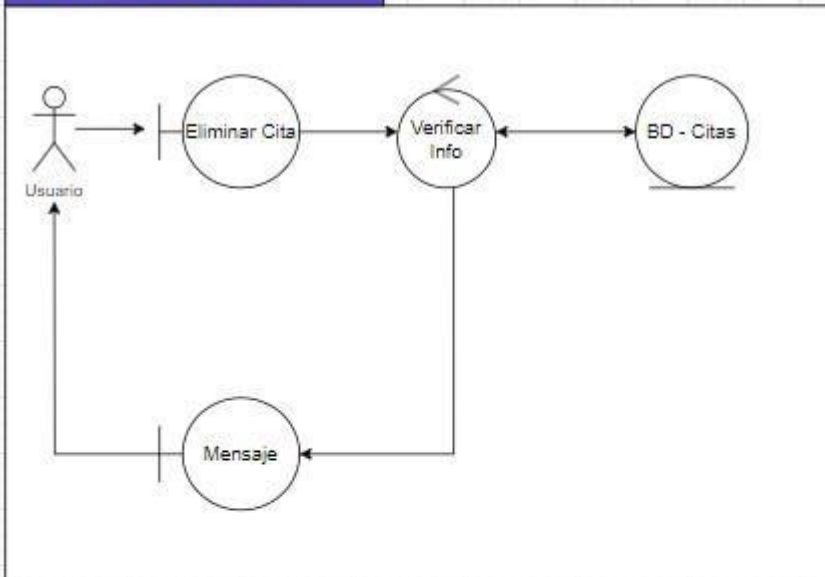 Eliminar Cita
Verificar
Info
BD - Citas
Usuario
Mensaje